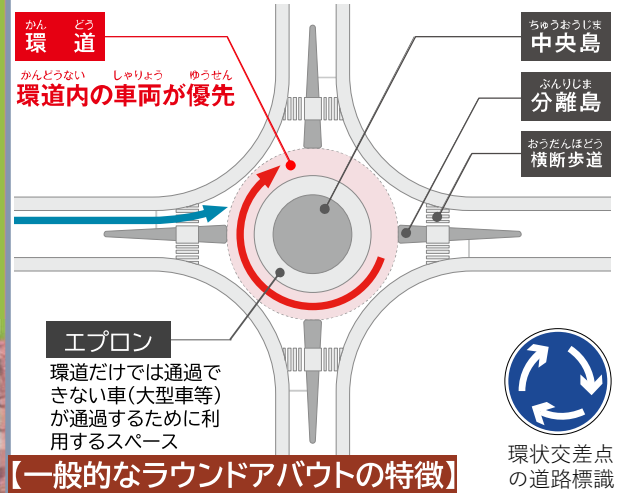 かん どう
環 道
かんどうない しゃりょう ゆうせん
環道内の車両が優先
ちゅうおうじま
中央島
ぶんりじま
分離島
おうだんほどう
横断歩道
エプロン
環道だけでは通過で
きない車(大型車等)
が通過するために利
用するスペース
環状交差点
の道路標識
【一般的なラウンドアバウトの特徴】